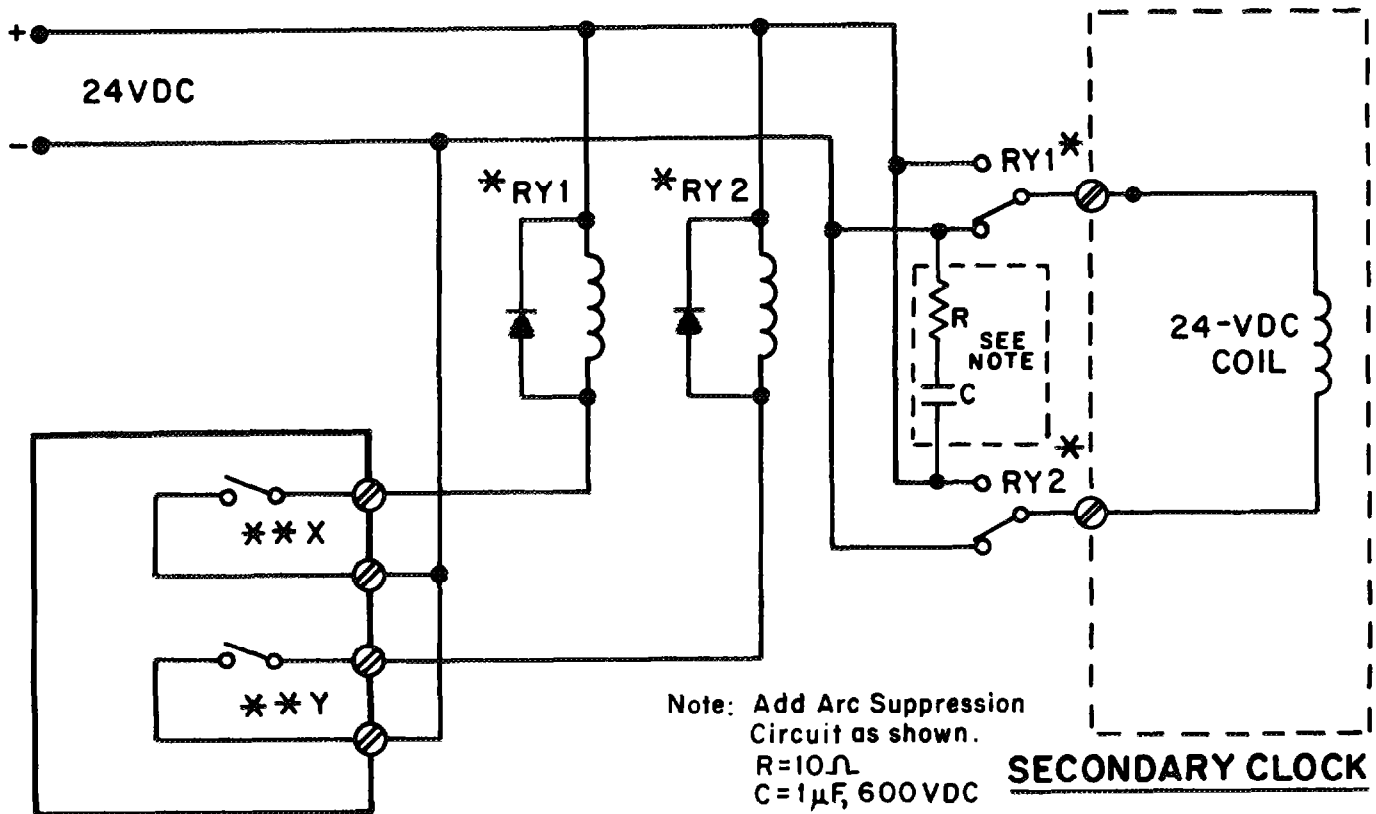 +
24VDC
-
*RY1
*RY2
RY1*
R
SEE
NOTE
C
*
RY2
24-VDC
COIL
**X
**Y
Note: Add Arc Suppression
Circuit as shown.
R=10Ω
C=1µF, 600VDC
SECONDARY CLOCK